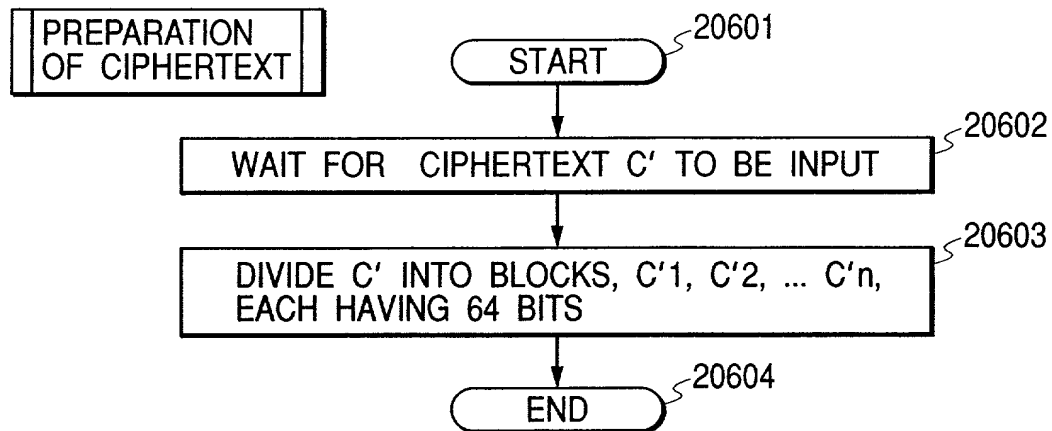 PREPARATION
OF CIPHERTEXT
20601
START
20602
WAIT FOR CIPHERTEXT C' TO BE INPUT
20603
DIVIDE C' INTO BLOCKS, C'1, C'2, ... C'n,
EACH HAVING 64 BITS
20604
END